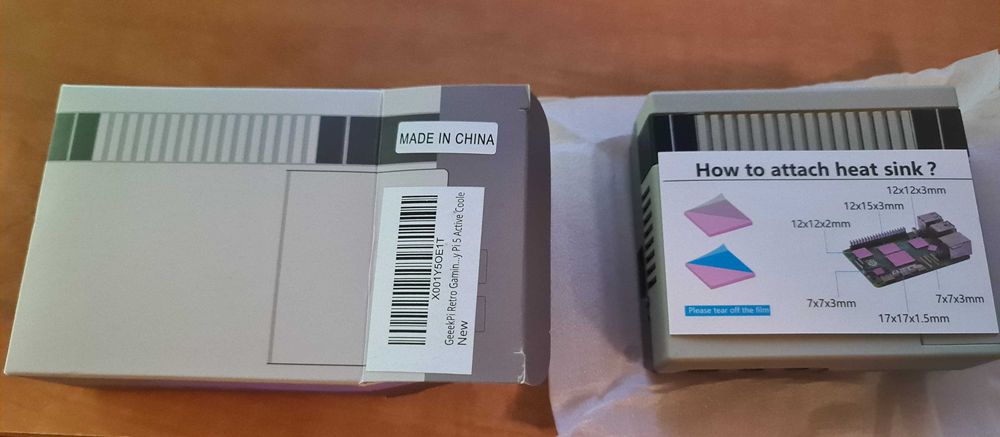 MADE IN CHINA
X001Y5OE1T
GeeekPi Retro Gamin...y Pi 5 Active Coole
New
How to attach heat sink ?
12x12x3mm
12x15x3mm
12x12x2mm
Please tear off the film
7x7x3mm
7x7x3mm
17x17x1.5mm